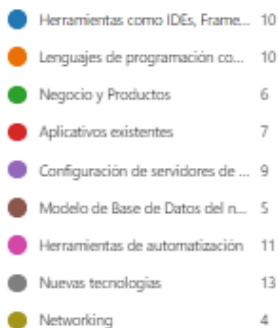 Herramientas como IDEs, Frame... 10
Lenguajes de programación co... 10
Negocio y Productos 6
Aplicativos existentes 7
Configuración de servidores de ... 9
Modelo de Base de Datos del n... 5
Herramientas de automatización 11
Nuevas tecnologías 13
Networking 4